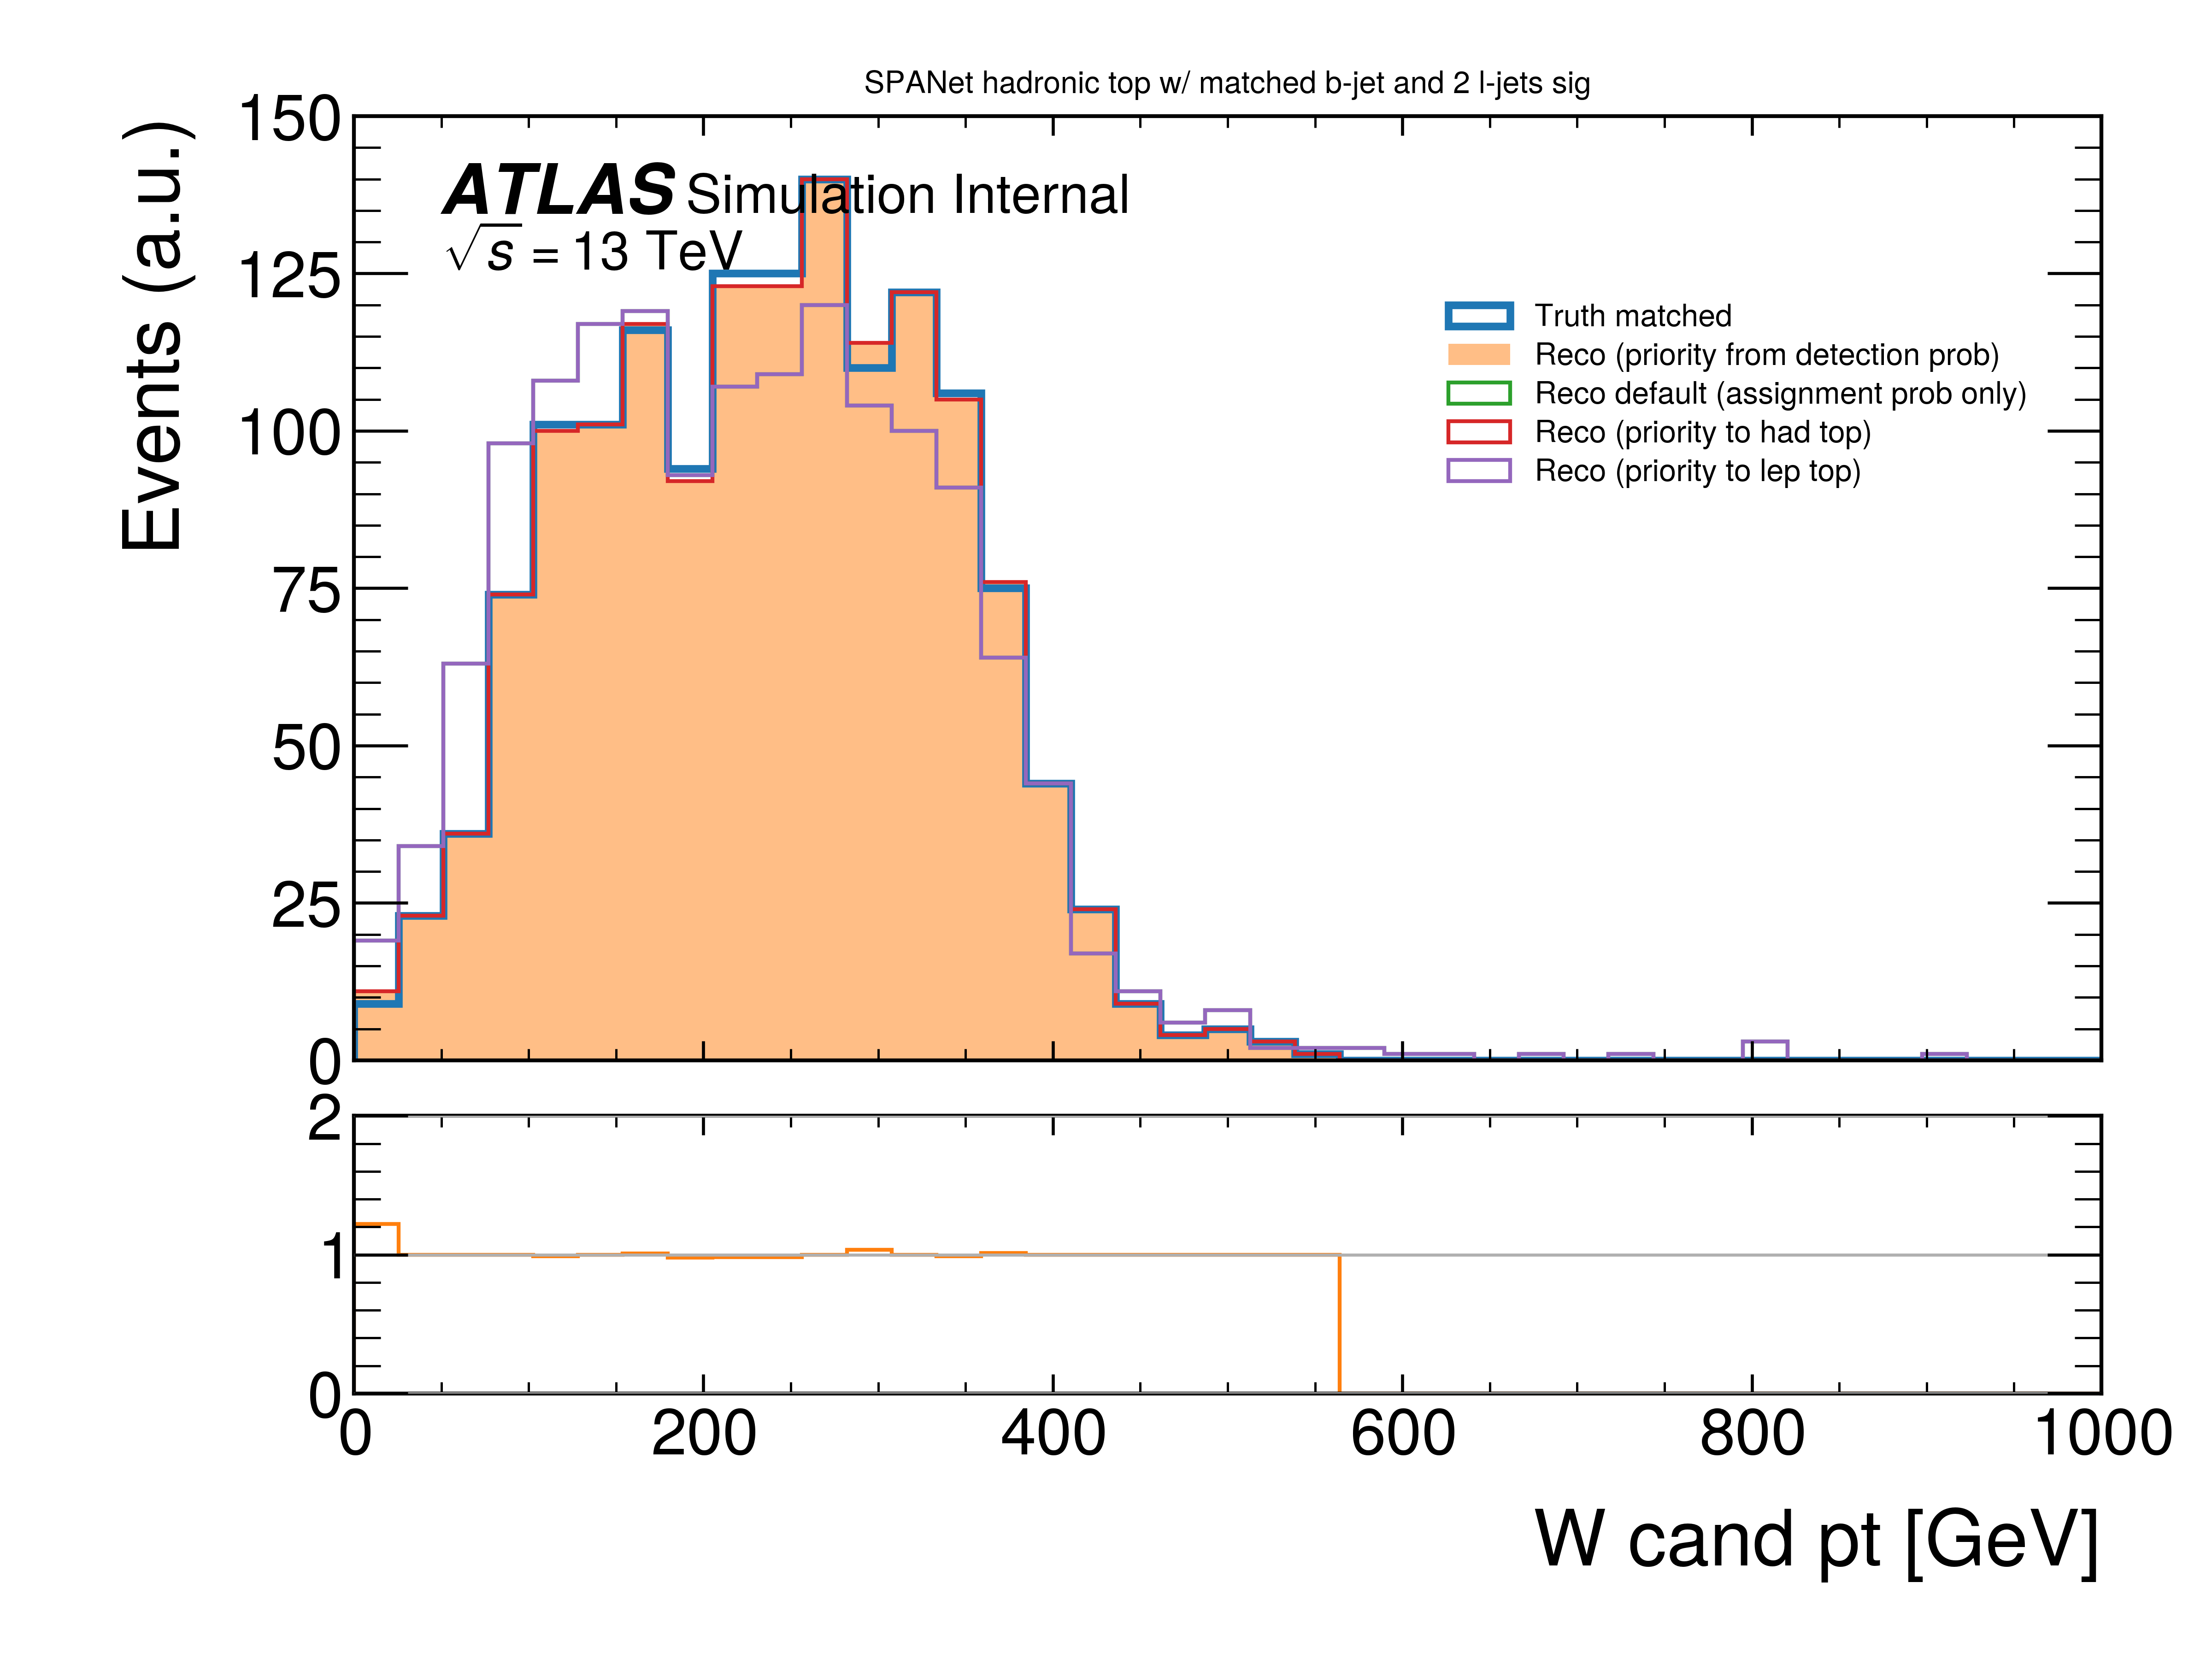 SPANet hadronic top w/ matched b-jet and 2 l-jets sig
150
ATLAS Simulation Internal
√s = 13 TeV
125
100
75
50
25
0
Events (a.u.)
Truth matched
Reco (priority from detection prob)
Reco default (assignment prob only)
Reco (priority to had top)
Reco (priority to lep top)
2
1
0
0 200 400 600 800 1000
W cand pt [GeV]